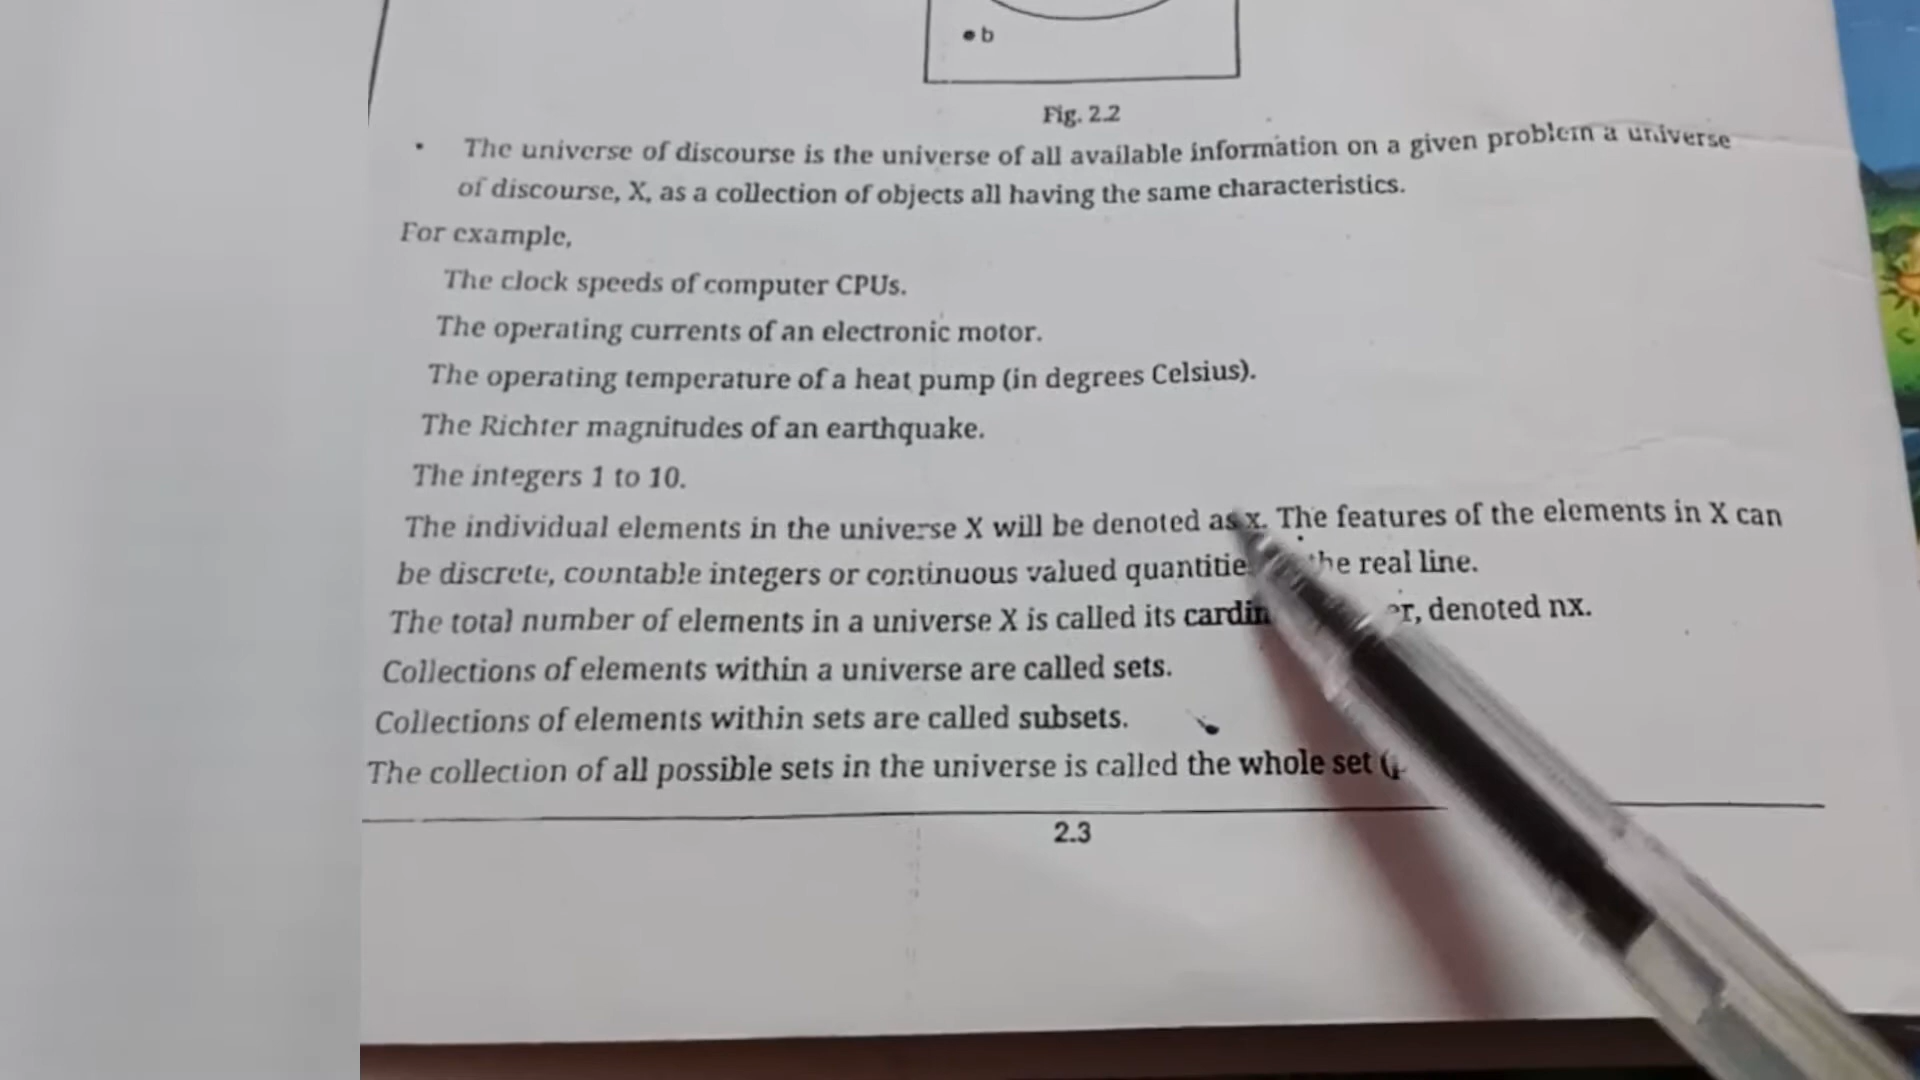 b
Fig. 2.2
• The universe of discourse is the universe of all available information on a given problem a universe
of discourse, X, as a collection of objects all having the same characteristics.
For example,
The clock speeds of computer CPUs.
The operating currents of an electronic motor.
The operating temperature of a heat pump (in degrees Celsius).
The Richter magnitudes of an earthquake.
The integers 1 to 10.
The individual elements in the universe X will be denoted as x. The features of the elements in X can
be discrete, countable integers or continuous valued quantitie the real line.
The total number of elements in a universe X is called its cardin er, denoted nx.
Collections of elements within a universe are called sets.
Collections of elements within sets are called subsets.
The collection of all possible sets in the universe is called the whole set (
2.3